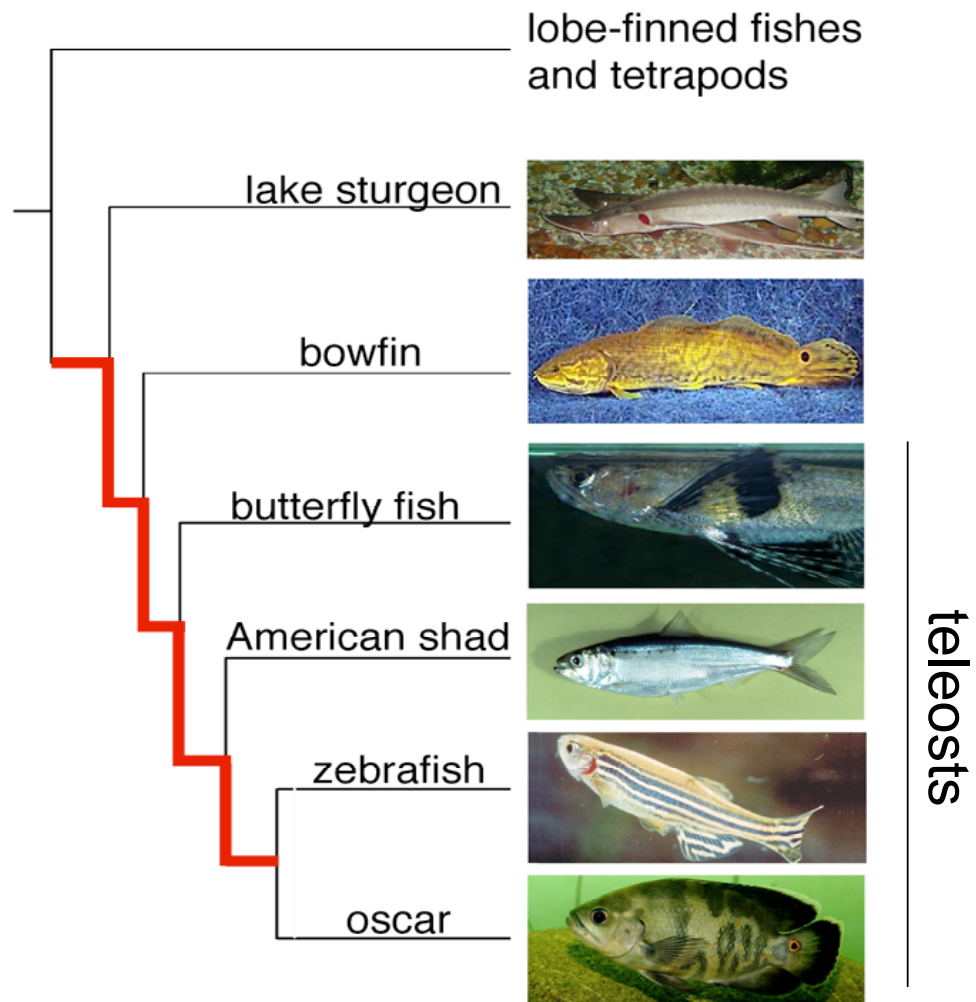 lobe-finned fishes
and tetrapods
lake sturgeon
bowfin
butterfly fish
American shad
zebrafish
oscar
teleosts